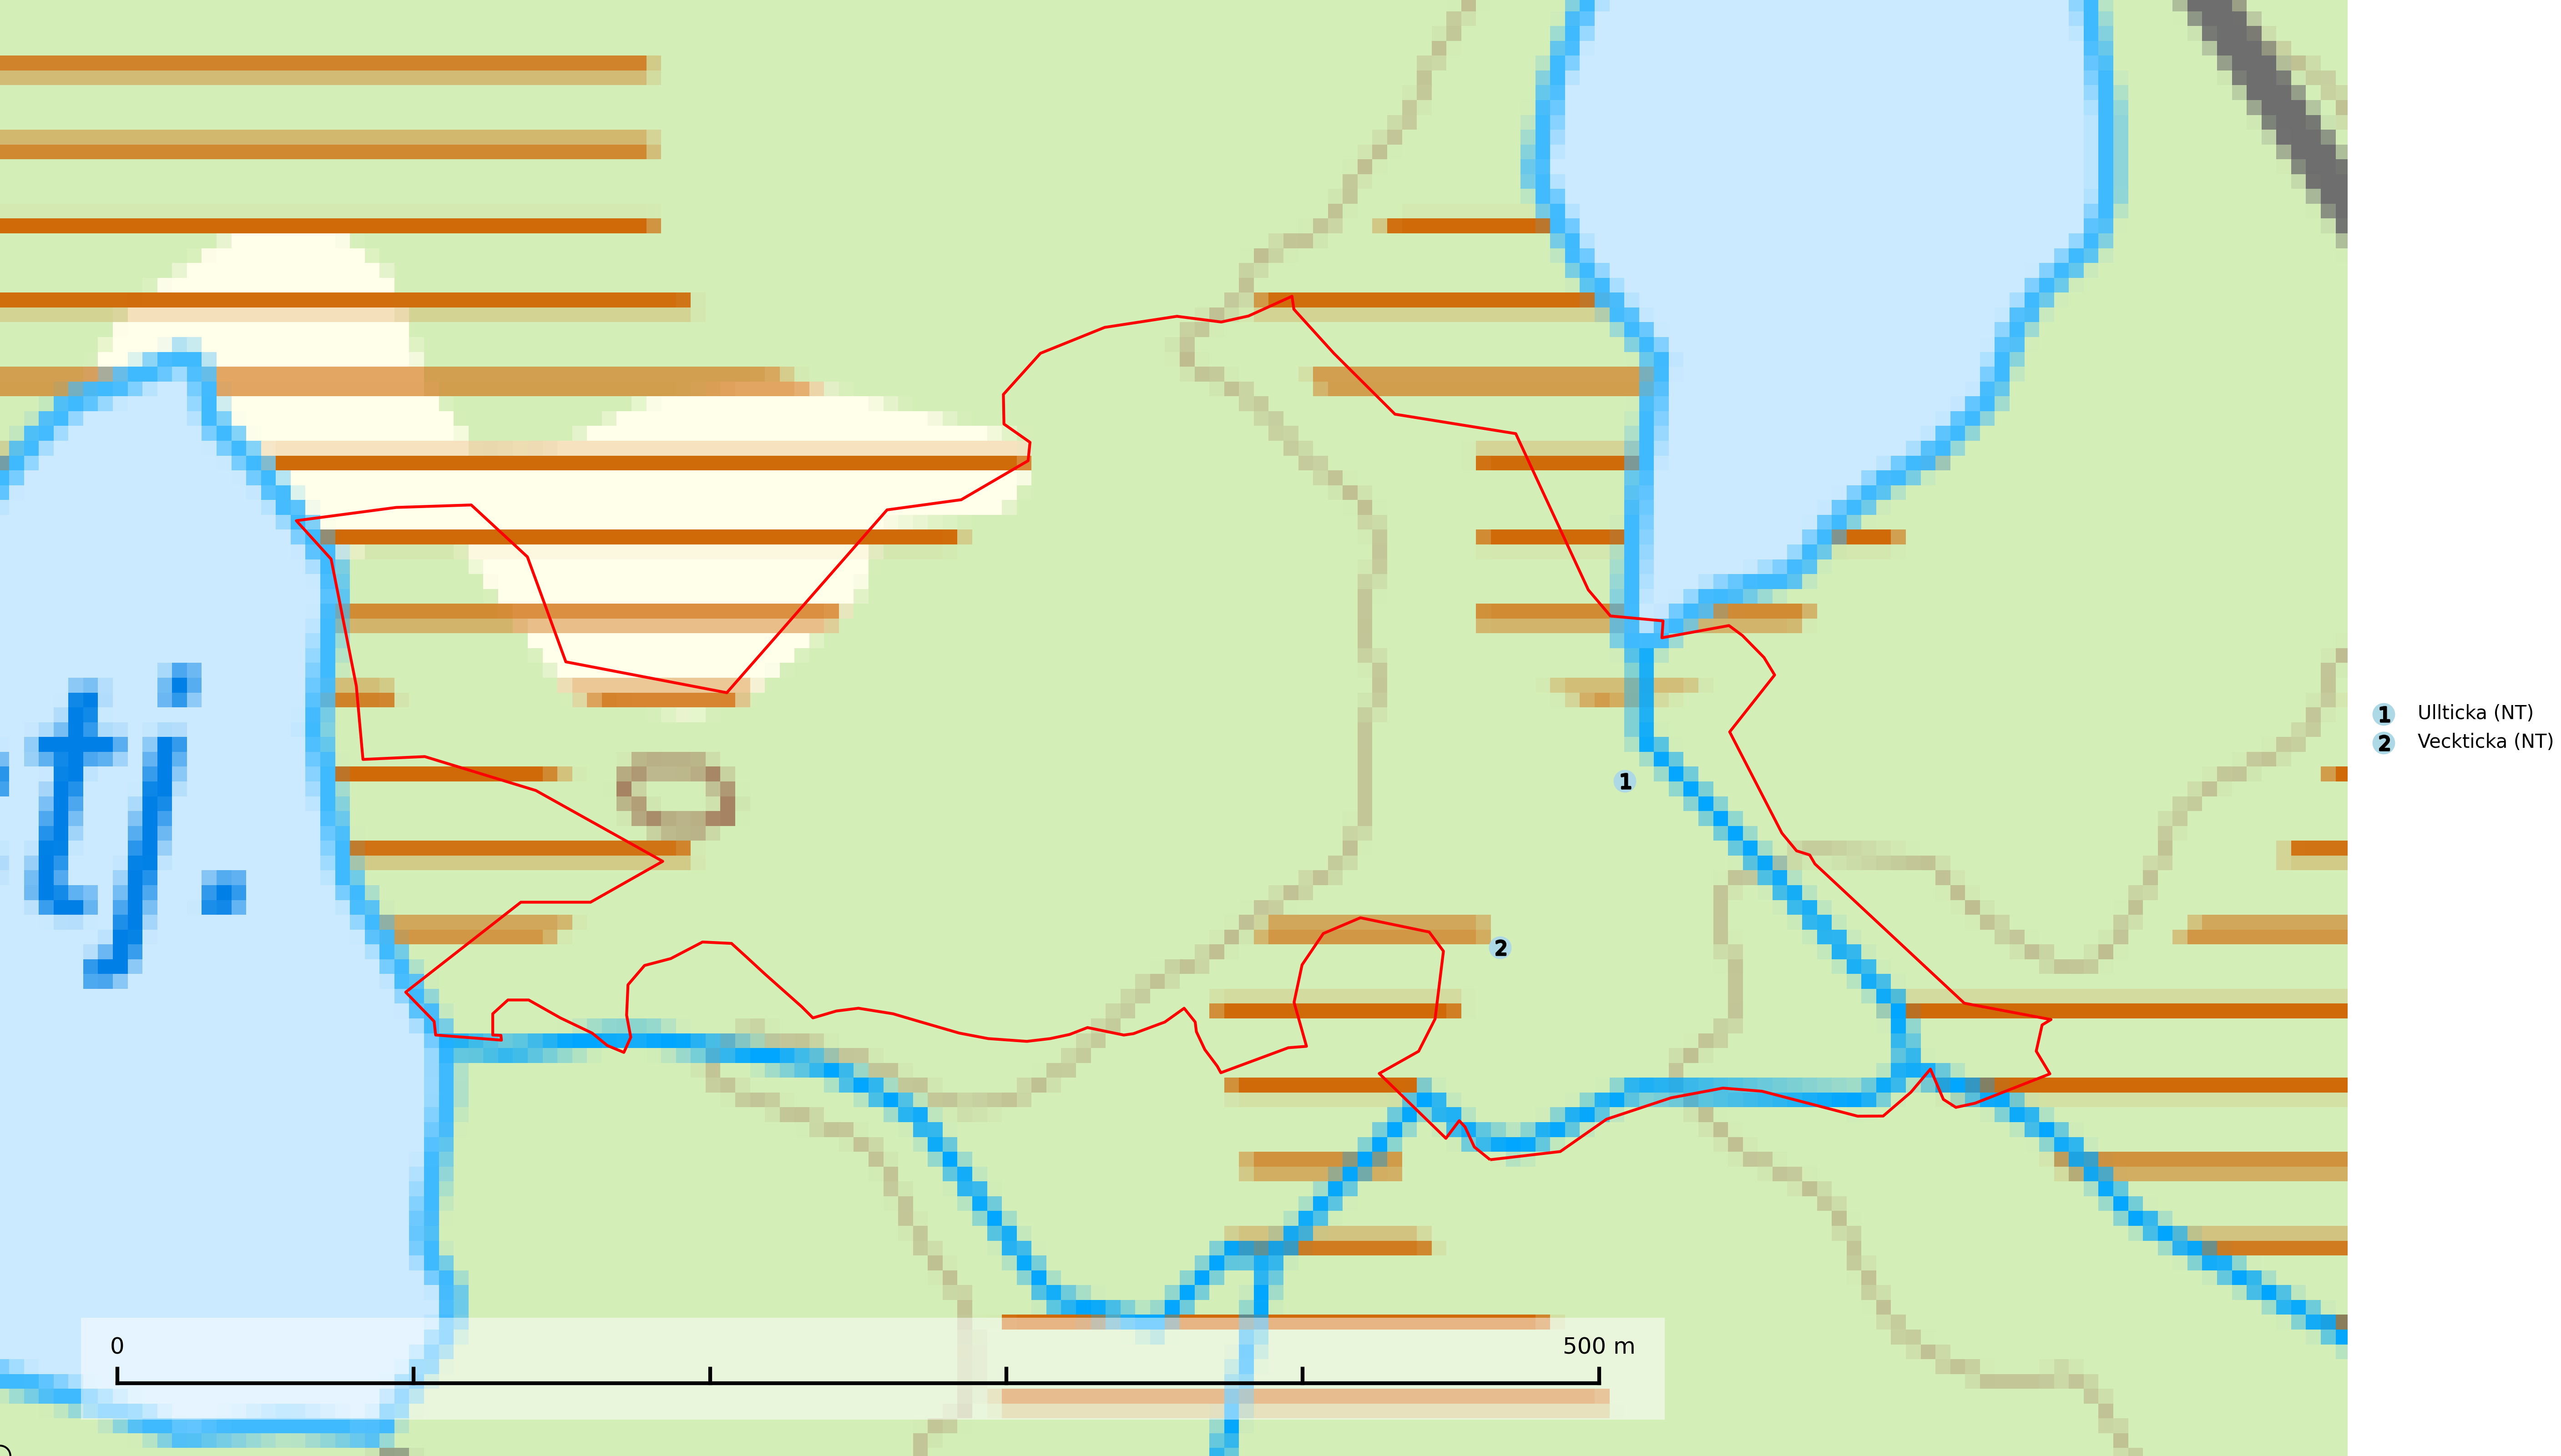 tj.
1
2
0 500 m
1 Ullticka (NT)
2 Veckticka (NT)